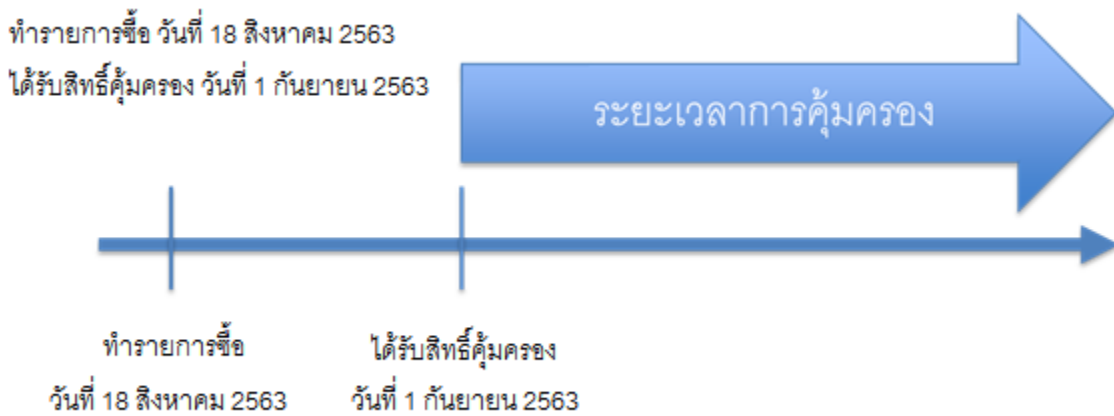 ทำรายการซื้อ วันที่ 18 สิงหาคม 2563
ได้รับสิทธิ์คุ้มครอง วันที่ 1 กันยายน 2563
ระยะเวลาการคุ้มครอง
ทำรายการซื้อ
วันที่ 18 สิงหาคม 2563
ได้รับสิทธิ์คุ้มครอง
วันที่ 1 กันยายน 2563